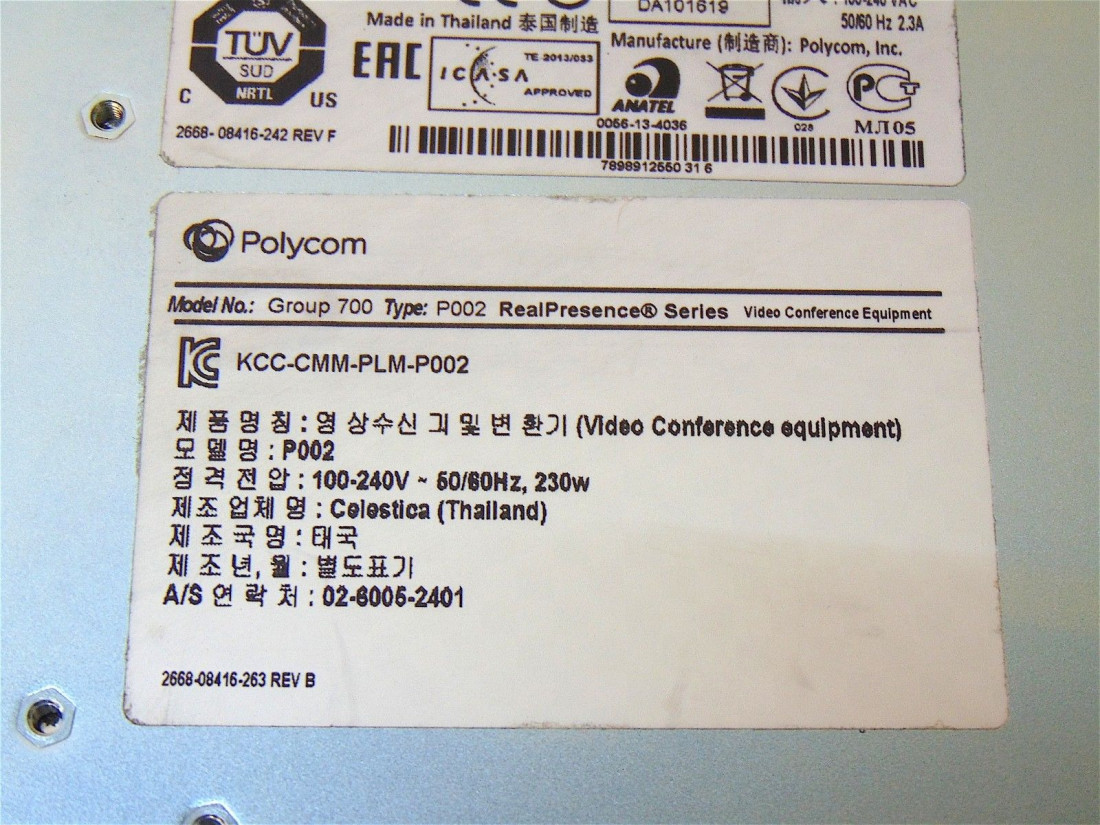 DA101619
50/60 Hz 2.3A
Made in Thailand 泰国制造
Manufacture (制造商): Polycom, Inc.
TÜV
SUD
NRTL
C US
EAC
ICASA
TE-2013/033
APPROVED
ANATEL
0056-13-4036
028
МЛ05
2668-08416-242 REV F
7898912550 31 6
Polycom
Model No.: Group 700 Type: P002 RealPresence® Series Video Conference Equipment
KCC-CMM-PLM-P002
제품명칭 : 영상수신기및변환기 (Video Conference equipment)
모델명 : P002
정격전압 : 100-240V ~ 50/60Hz, 230w
제조업체명 : Celestica (Thailand)
제조국명 : 태국
제조년,월 : 별도표기
A/S 연락처 : 02-6005-2401
2668-08416-263 REV B